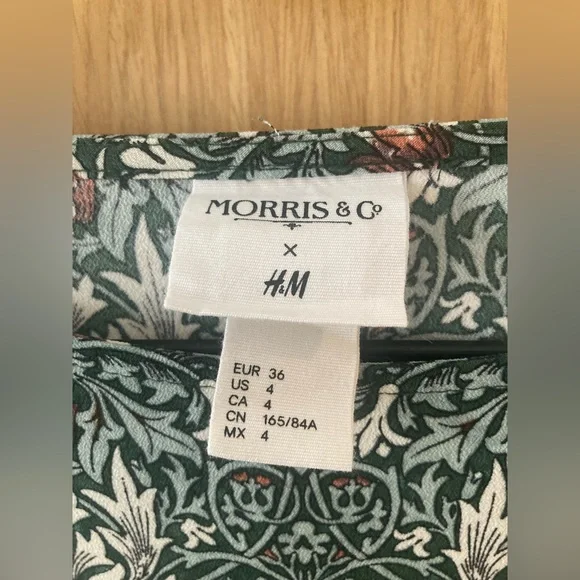 MORRIS & Co
×
H&M
EUR 36
US 4
CA 4
CN 165/84A
MX 4